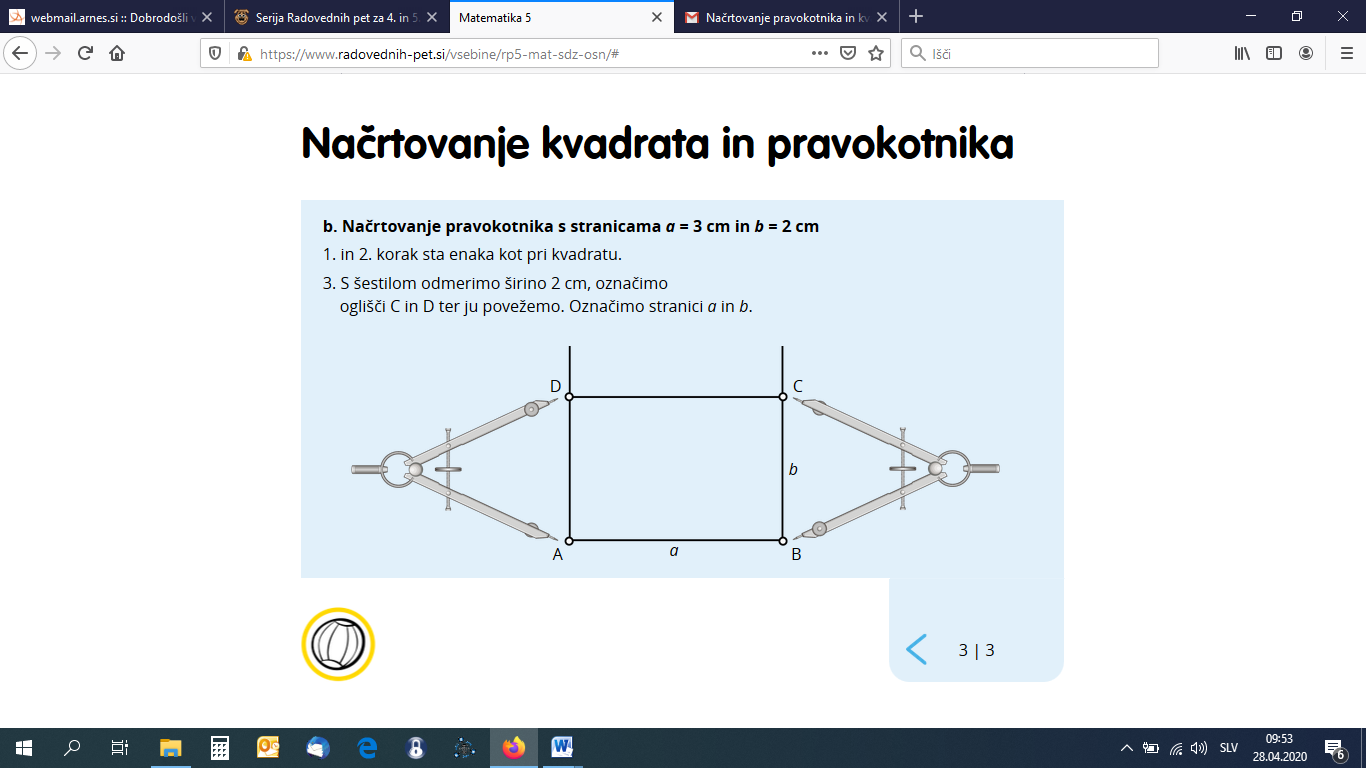 webmail.arnes.si :: Dobrodošli v
Serija Radovednih pet za 4. in 5.
Matematika 5
Načrtovanje pravokotnika in kv
https://www.radovednih-pet.si/vsebine/rp5-mat-sdz-osn/#
Išči
Načrtovanje kvadrata in pravokotnika
b. Načrtovanje pravokotnika s stranicama a = 3 cm in b = 2 cm
1. in 2. korak sta enaka kot pri kvadratu.
3. S šestilom odmerimo širino 2 cm, označimo
oglišči C in D ter ju povežemo. Označimo stranici a in b.
D
C
b
A
a
B
3 | 3
SLV
09:53
28.04.2020
6